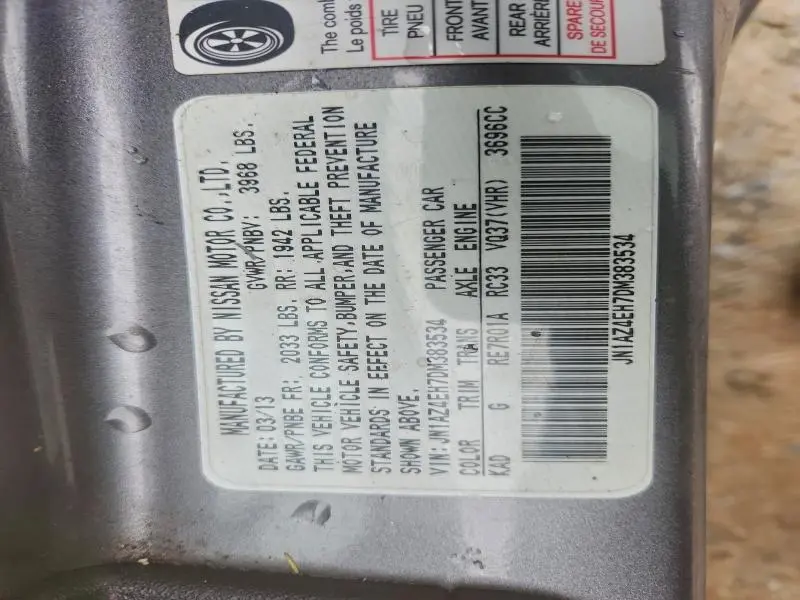 The cont
Le poids
TIRE
PNEU
FRONT
AVANT
REAR
ARRIÈRE
SPARE
DE SECOURS
MANUFACTURED BY NISSAN MOTOR CO.,LTD.
DATE: 03/13 GVWR/PNBV: 3968 LBS.
GAWR/PNBE FR: 2033 LBS. RR: 1942 LBS.
THIS VEHICLE CONFORMS TO ALL APPLICABLE FEDERAL
MOTOR VEHICLE SAFETY,BUMPER,AND THEFT PREVENTION
STANDARDS IN EFFECT ON THE DATE OF MANUFACTURE
SHOWN ABOVE.
VIN: JN1AZ4EH7DM383534 PASSENGER CAR
COLOR TRIM TRANS AXLE ENGINE
KAD G RE7R01A RC33 VQ37(VHR) 3696CC
JN1AZ4EH7DM383534